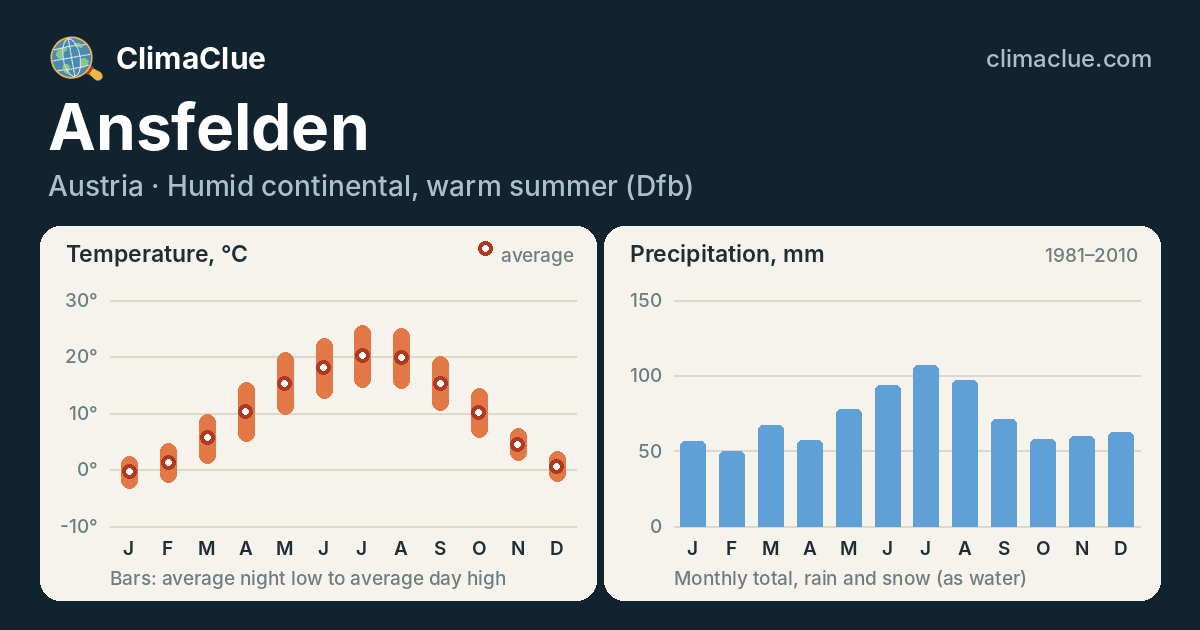 ClimaClue
climaclue.com
Ansfelden
Austria · Humid continental, warm summer (Dfb)
Temperature, °C
average
30°
20°
10°
0°
-10°
J F M A M J J A S O N D
Bars: average night low to average day high
Precipitation, mm
1981–2010
150
100
50
0
J F M A M J J A S O N D
Monthly total, rain and snow (as water)